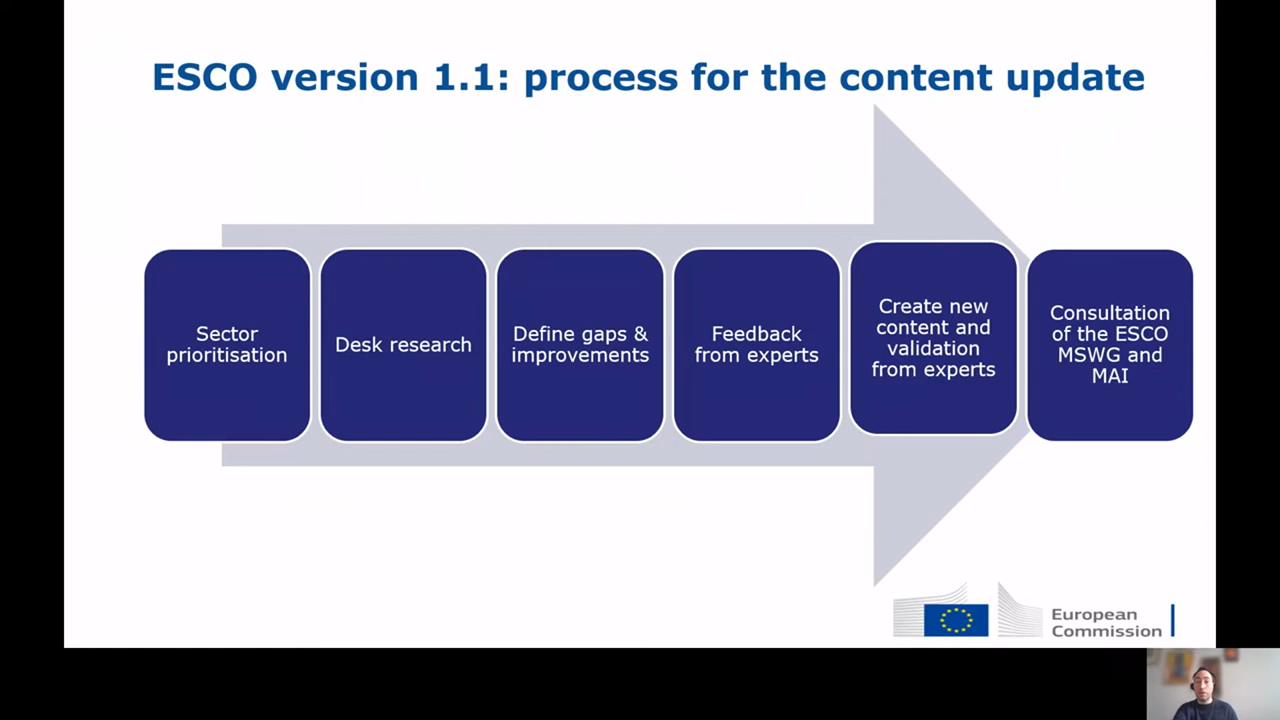 ESCO version 1.1: process for the content update
Sector
prioritisation
Desk research
Define gaps &
improvements
Feedback
from experts
Create new
content and
validation
from experts
Consultation
of the ESCO
MSWG and
MAI
European
Commission